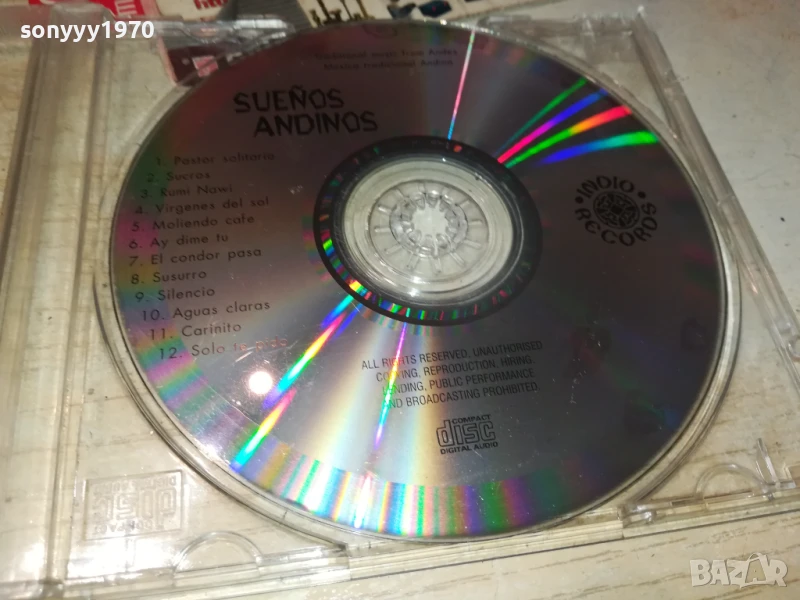 sonyyy1970
Traditional music from Andes
Musica tradicional Andina
SUEÑOS
ANDINOS
1. Pastor solitario
2. Sucros
3. Rumi Nawi
4. Virgenes del sol
5. Moliendo cafe
6. Ay dime tu
7. El condor pasa
8. Susurro
9. Silencio
10. Aguas claras
11. Carinito
12. Solo
INDIO
RECORDS
ALL RIGHTS RESERVED, UNAUTHORISED
COPYING, REPRODUCTION, HIRING,
LENDING, PUBLIC PERFORMANCE
AND BROADCASTING PROHIBITED.
COMPACT
disc
DIGITAL AUDIO
BAZAR